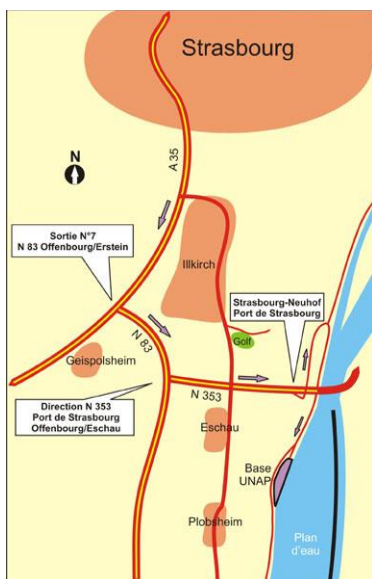 Strasbourg
N
A 35
Sortie N°7
N 83 Offenbourg/Erstein
Illkirch
Strasbourg-Neuhof
Port de Strasbourg
Golf
N 83
Geispolsheim
N 353
Direction N 353
Port de Strasbourg
Offenbourg/Eschau
Eschau
Base
UNAP
Plobsheim
Plan
d'eau